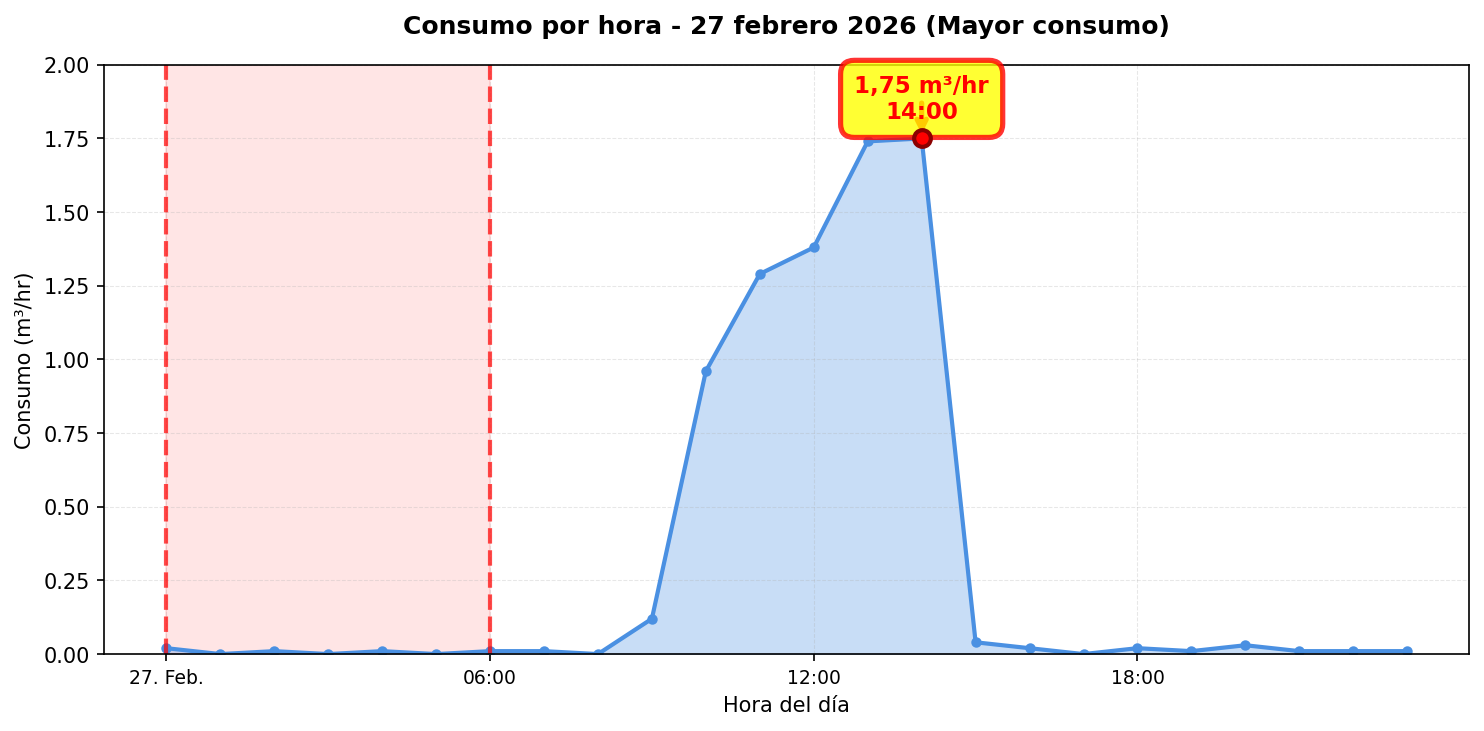 Consumo por hora - 27 febrero 2026 (Mayor consumo)
1,75 m³/hr
14:00
2.00
1.75
1.50
1.25
1.00
0.75
0.50
0.25
0.00
Consumo (m³/hr)
27. Feb.
06:00
12:00
18:00
Hora del día